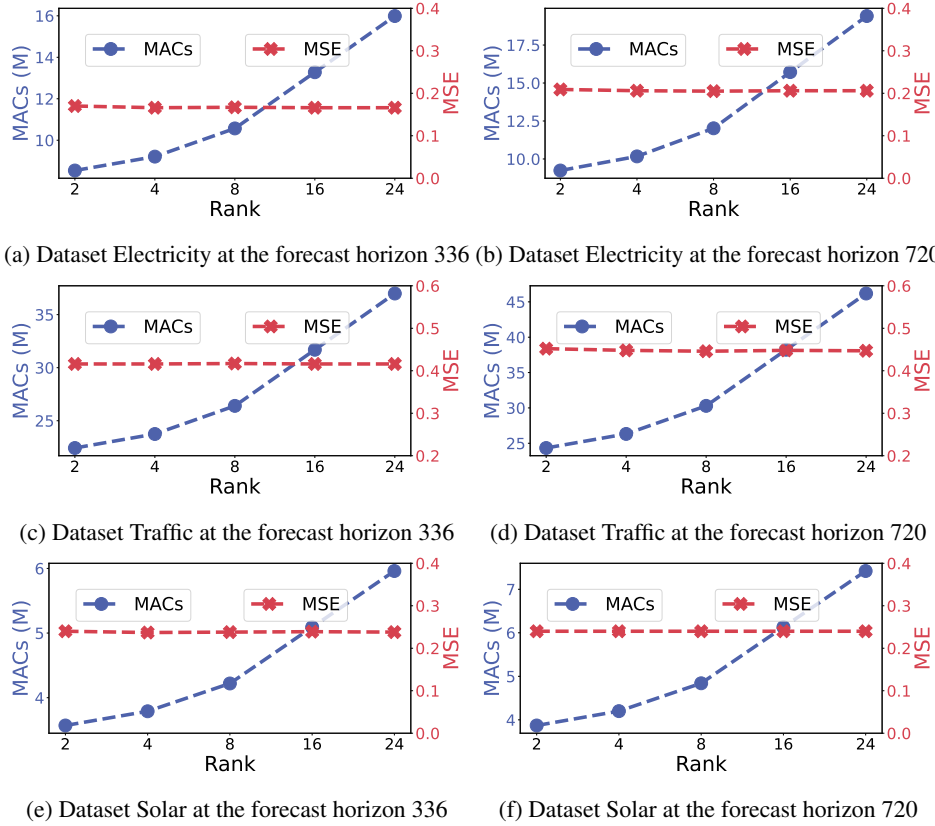 16 14 12 10
MACs (M)
MACs MSE
0.4 0.3 0.2 0.1 0.0
MSE
2 4 8 16 24
Rank
17.5 15.0 12.5 10.0
MACs (M)
MACs MSE
0.4 0.3 0.2 0.1 0.0
MSE
2 4 8 16 24
Rank
(a) Dataset Electricity at the forecast horizon 336
(b) Dataset Electricity at the forecast horizon 720
35 30 25
MACs (M)
MACs MSE
0.6 0.5 0.4 0.3 0.2
MSE
2 4 8 16 24
Rank
45 40 35 30 25
MACs (M)
MACs MSE
0.6 0.5 0.4 0.3 0.2
MSE
2 4 8 16 24
Rank
(c) Dataset Traffic at the forecast horizon 336
(d) Dataset Traffic at the forecast horizon 720
6 5 4
MACs (M)
MACs MSE
0.4 0.3 0.2 0.1 0.0
MSE
2 4 8 16 24
Rank
7 6 5 4
MACs (M)
MACs MSE
0.4 0.3 0.2 0.1 0.0
MSE
2 4 8 16 24
Rank
(e) Dataset Solar at the forecast horizon 336
(f) Dataset Solar at the forecast horizon 720